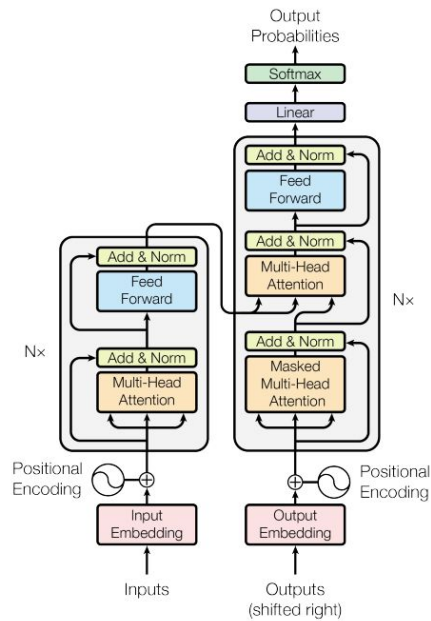 Output
Probabilities
Softmax
Linear
Add & Norm
Feed
Forward
Add & Norm
Multi-Head
Attention
Add & Norm
Masked
Multi-Head
Attention
Nx
Add & Norm
Feed
Forward
Add & Norm
Multi-Head
Attention
Nx
Positional
Encoding
Positional
Encoding
Input
Embedding
Output
Embedding
Inputs
Outputs
(shifted right)